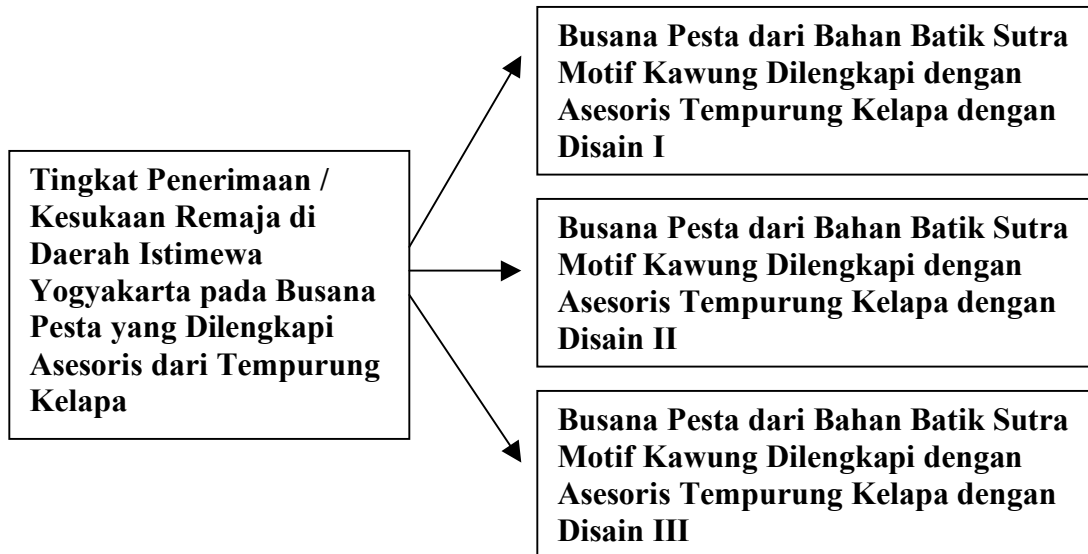 Tingkat Penerimaan /
Kesukaan Remaja di
Daerah Istimewa
Yogyakarta pada Busana
Pesta yang Dilengkapi
Asesoris dari Tempurung
Kelapa
Busana Pesta dari Bahan Batik Sutra
Motif Kawung Dilengkapi dengan
Asesoris Tempurung Kelapa dengan
Disain I
Busana Pesta dari Bahan Batik Sutra
Motif Kawung Dilengkapi dengan
Asesoris Tempurung Kelapa dengan
Disain II
Busana Pesta dari Bahan Batik Sutra
Motif Kawung Dilengkapi dengan
Asesoris Tempurung Kelapa dengan
Disain III